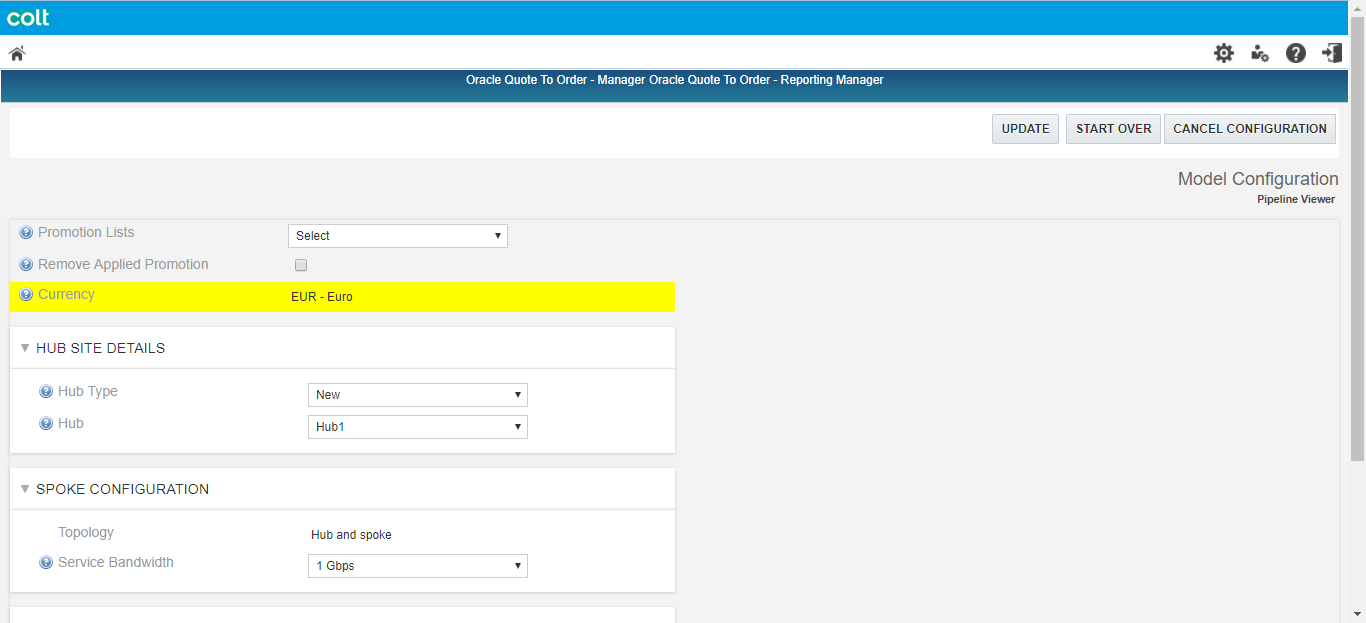 colt
Oracle Quote To Order - Manager Oracle Quote To Order - Reporting Manager
UPDATE START OVER CANCEL CONFIGURATION
Model Configuration
Pipeline Viewer
Promotion Lists Select
Remove Applied Promotion
Currency EUR - Euro
HUB SITE DETAILS
Hub Type New
Hub Hub1
SPOKE CONFIGURATION
Topology Hub and spoke
Service Bandwidth 1 Gbps